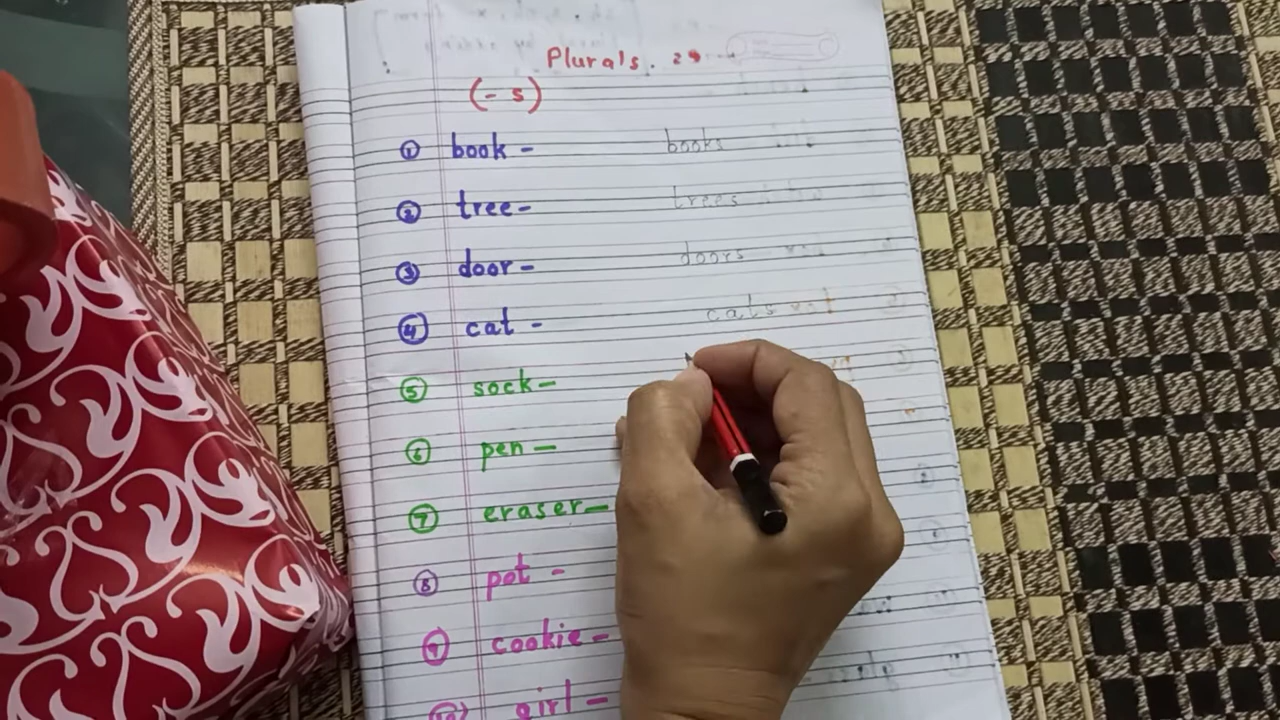 Plurals.
(- s)
① book - books
② tree - trees
③ door - doors
④ cat - cats
⑤ sock -
⑥ pen -
⑦ eraser -
⑧ pot -
⑨ cookie -
⑩ girl -